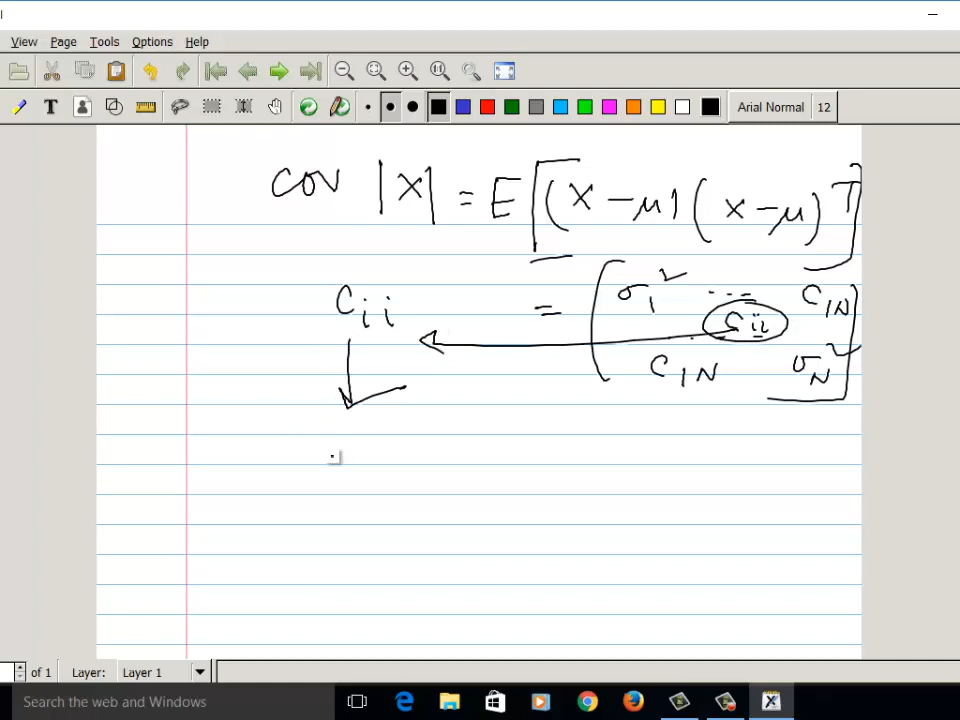 View Page Tools Options Help
T Arial Normal 12
cov |X| = E[(x-μ)(x-μ)ᵀ]
Cii = (σ₁² ... C1N
Cii
C1N σN²)
of 1 Layer: Layer 1
Search the web and Windows